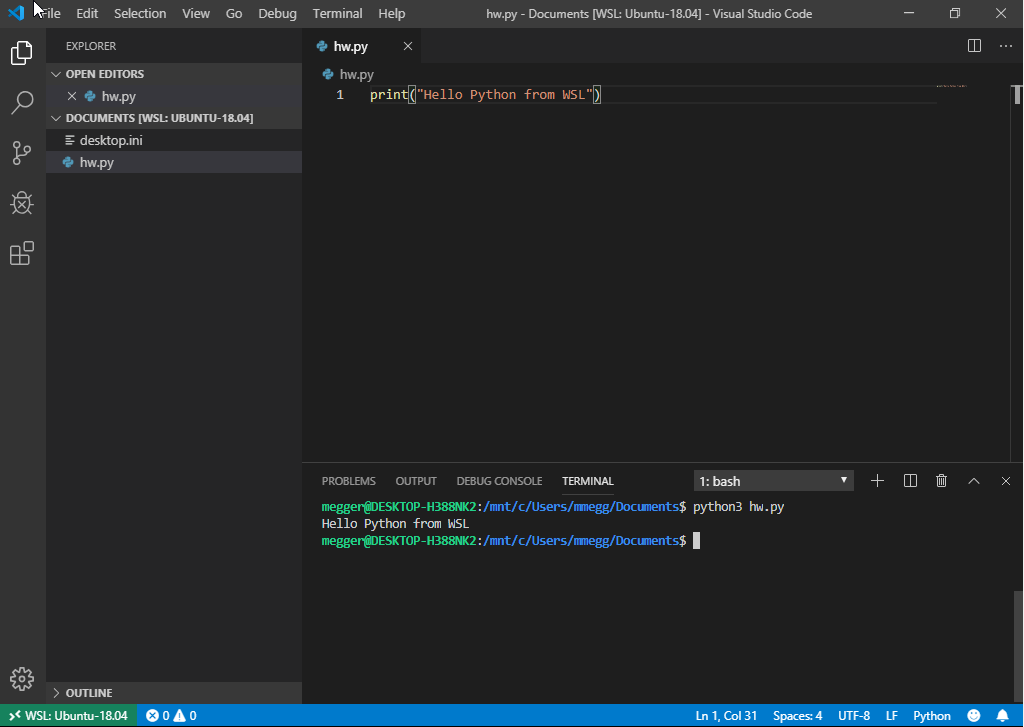 File Edit Selection View Go Debug Terminal Help hw.py - Documents [WSL: Ubuntu-18.04] - Visual Studio Code
EXPLORER
OPEN EDITORS
hw.py
DOCUMENTS [WSL: UBUNTU-18.04]
desktop.ini
hw.py
OUTLINE
hw.py
hw.py
1 print("Hello Python from WSL")
PROBLEMS OUTPUT DEBUG CONSOLE TERMINAL 1: bash
megger@DESKTOP-H388NK2:/mnt/c/Users/mmegg/Documents$ python3 hw.py
Hello Python from WSL
megger@DESKTOP-H388NK2:/mnt/c/Users/mmegg/Documents$
WSL: Ubuntu-18.04 0 0 Ln 1, Col 31 Spaces: 4 UTF-8 LF Python